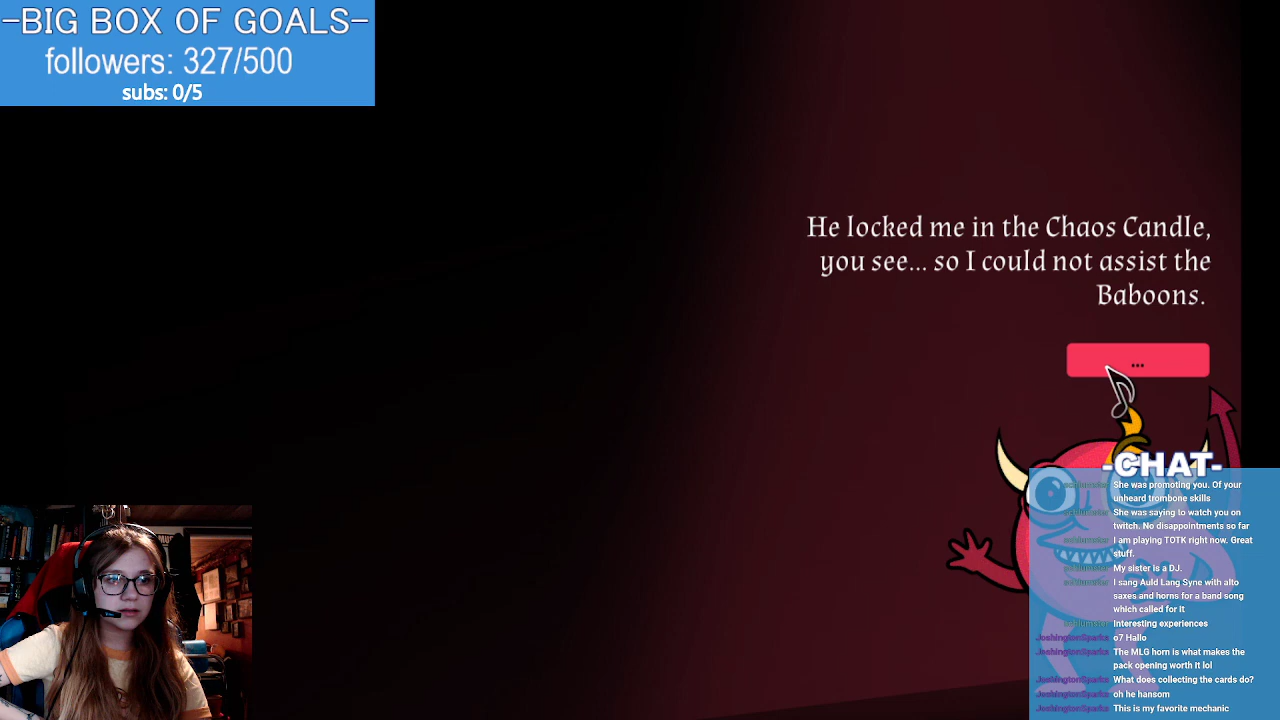 -BIG BOX OF GOALS-
followers: 327/500
subs: 0/5
He locked me in the Chaos Candle,
you see... so I could not assist the
Baboons.
...
-CHAT-
She was promoting you. Of your
unheard trombone skills
She was saying to watch you on
twitch. No disappointments so far
I am playing TOTK right now. Great
stuff.
My sister is a DJ.
I sang Auld Lang Syne with alto
saxes and horns for a band song
which called for it
Interesting experiences
JoshingtonSparks o7 Hallo
JoshingtonSparks The MLG horn is what makes the
pack opening worth it lol
JoshingtonSparks What does collecting the cards do?
JoshingtonSparks oh he hansom
JoshingtonSparks This is my favorite mechanic